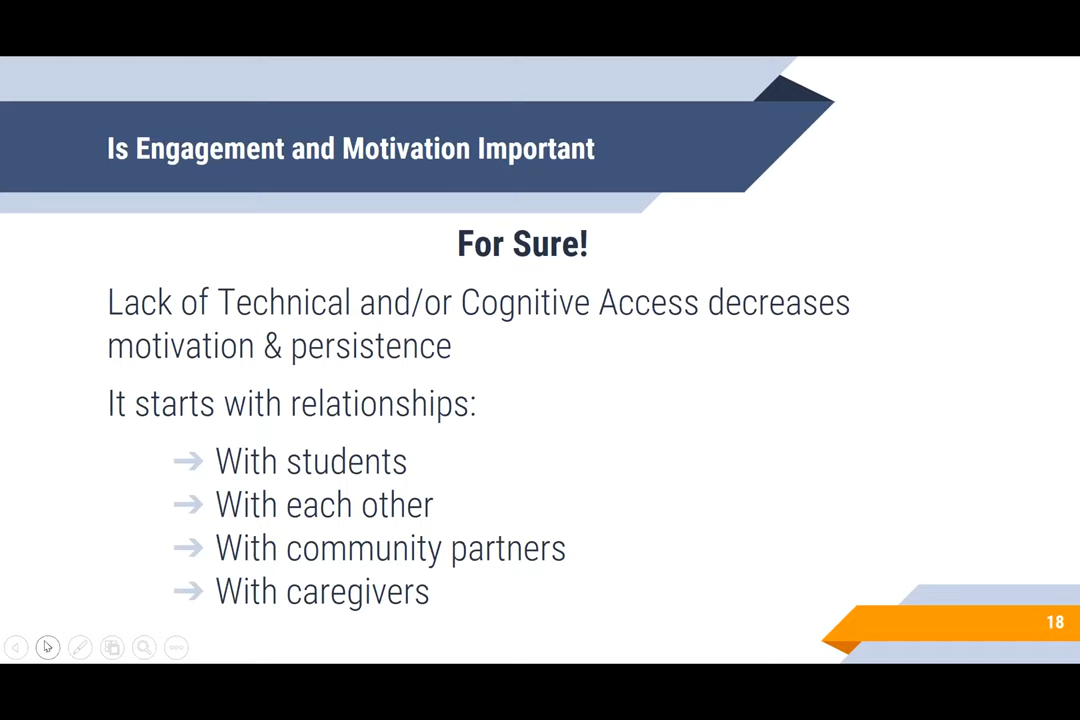 Is Engagement and Motivation Important
For Sure!
Lack of Technical and/or Cognitive Access decreases
motivation & persistence
It starts with relationships:
➔ With students
➔ With each other
➔ With community partners
➔ With caregivers
18